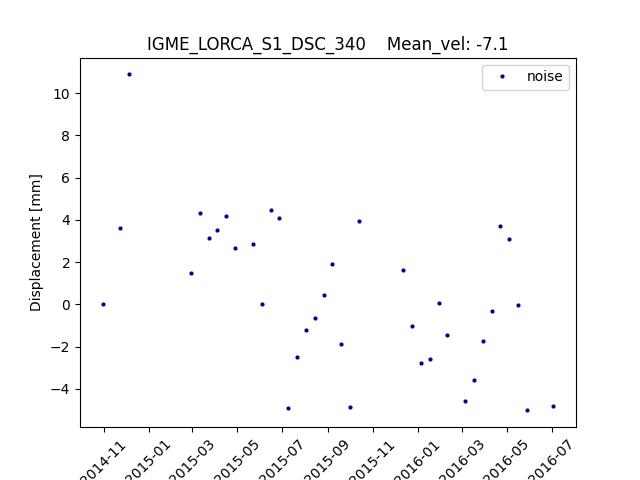 IGME_LORCA_S1_DSC_340    Mean_vel: -7.1
noise
Displacement [mm]
10
8
6
4
2
0
−2
−4
2014-11 2015-01 2015-03 2015-05 2015-07 2015-09 2015-11 2016-01 2016-03 2016-05 2016-07